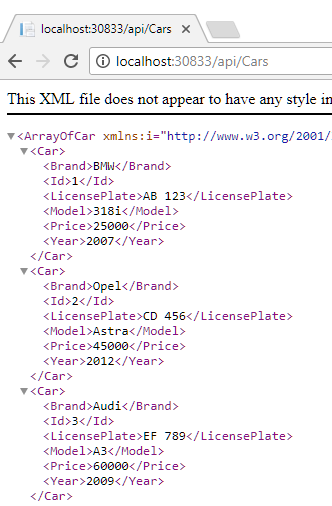 localhost:30833/api/Cars
localhost:30833/api/Cars
This XML file does not appear to have any style in
<ArrayOfCar xmlns:i="http://www.w3.org/2001/
<Car>
<Brand>BMW</Brand>
<Id>1</Id>
<LicensePlate>AB 123</LicensePlate>
<Model>318i</Model>
<Price>25000</Price>
<Year>2007</Year>
</Car>
<Car>
<Brand>Opel</Brand>
<Id>2</Id>
<LicensePlate>CD 456</LicensePlate>
<Model>Astra</Model>
<Price>45000</Price>
<Year>2012</Year>
</Car>
<Car>
<Brand>Audi</Brand>
<Id>3</Id>
<LicensePlate>EF 789</LicensePlate>
<Model>A3</Model>
<Price>60000</Price>
<Year>2009</Year>
</Car>